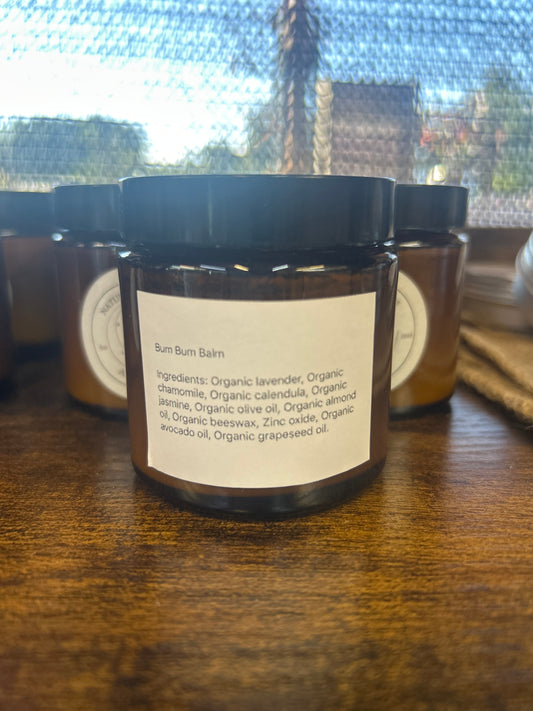 Bum Bum Balm
Ingredients: Organic lavender, Organic
chamomile, Organic calendula, Organic
jasmine, Organic olive oil, Organic almond
oil, Organic beeswax, Zinc oxide, Organic
avocado oil, Organic grapeseed oil.